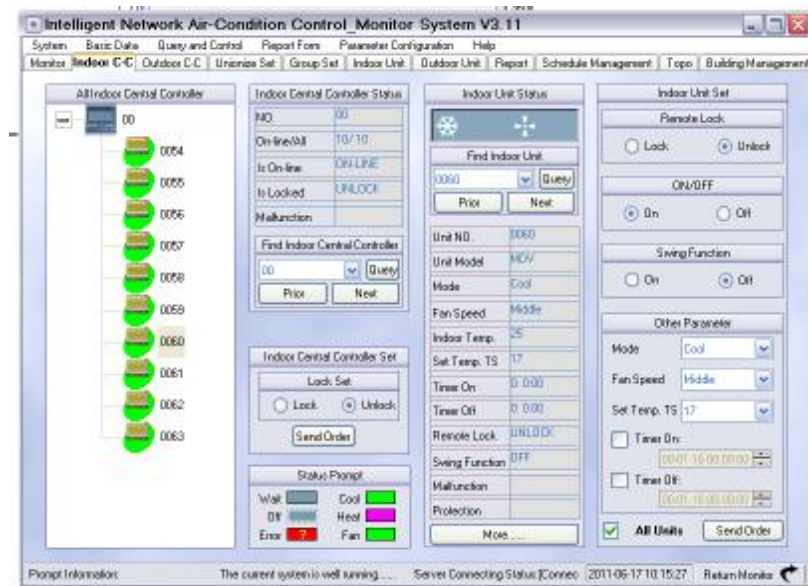 Intelligent Network Air-Condition Control_Monitor System V3.11
System Basic Data Query and Control Report Form Parameter Configuration Help
Monitor Indoor C-C Outdoor C-C Unionize Set Group Set Indoor Unit Outdoor Unit Report Schedule Management Topo Building Management
All Indoor Central Controller
00
0054
0055
0056
0057
0058
0059
0060
0061
0062
0063
Indoor Central Controller Status
NO. 00
On-line/All 10/10
Is On-line ON-LINE
Is Locked UNLOCK
Malfunction
Find Indoor Central Controller
00 Query
Prior Next
Indoor Central Controller Set
Lock Set
Lock Unlock
Send Order
Status Prompt
Wait Cool
Off Heat
Error ? Fan
Indoor Unit Status
Find Indoor Unit
0060 Query
Prior Next
Unit NO. 0060
Unit Model MDV
Mode Cool
Fan Speed Middle
Indoor Temp. 25
Set Temp. TS 17
Timer On 0: 0:00
Timer Off 0: 0:00
Remote Lock UNLOCK
Swing Function OFF
Malfunction
Protection
More......
Indoor Unit Set
Remote Lock
Lock Unlock
ON/OFF
On Off
Swing Function
On Off
Other Parameter
Mode Cool
Fan Speed Middle
Set Temp. TS 17
Timer On:
Timer Off:
All Units Send Order
Prompt Information: The current system is well running...... Server Connecting Status:[Connec 2011-06-17 10:15:27 Return Monitor